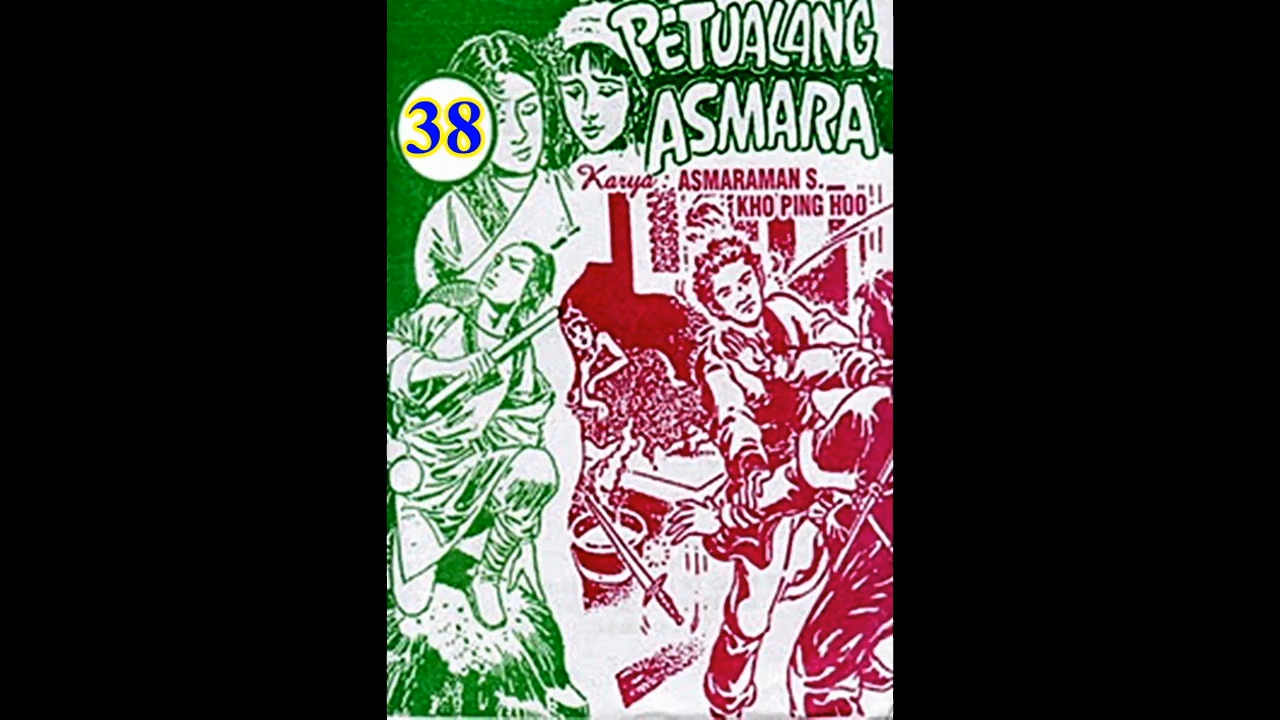 PETUALANG
ASMARA
38
Karya : ASMARAMAN S.
KHO PING HOO